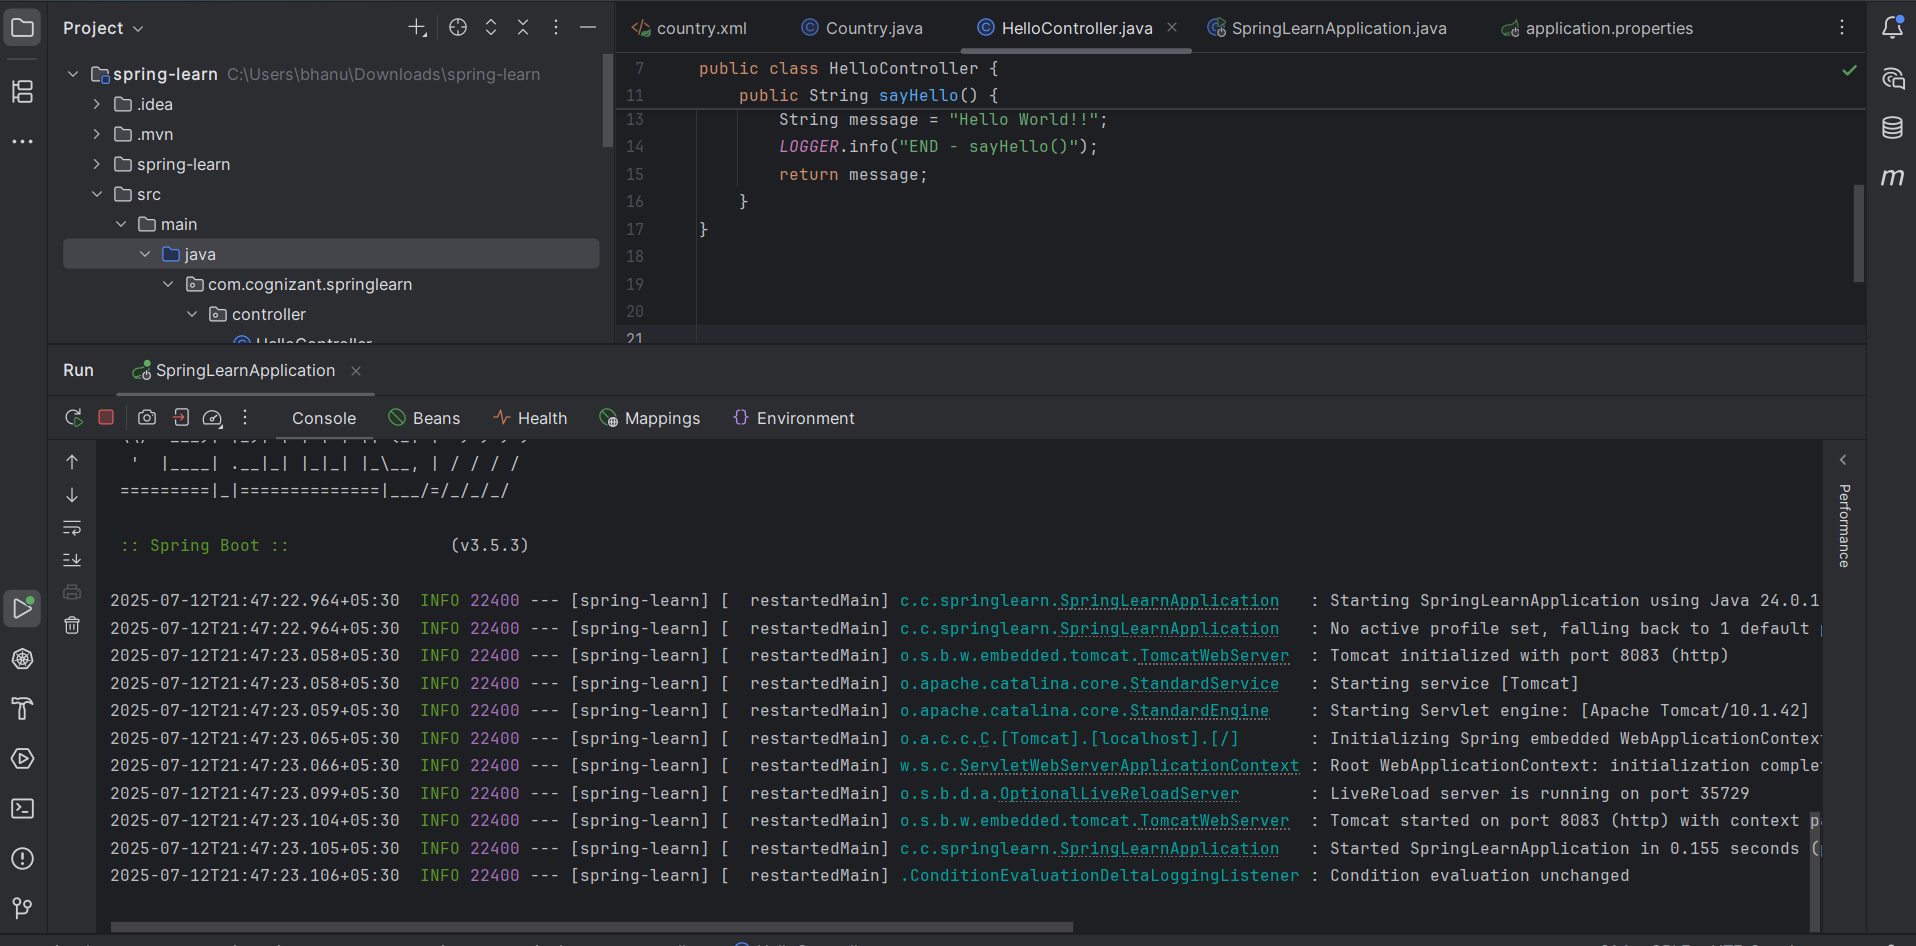 Project
spring-learn C:\Users\bhanu\Downloads\spring-learn
.idea
.mvn
spring-learn
src
main
java
com.cognizant.springlearn
controller
HelloController
country.xml
Country.java
HelloController.java
SpringLearnApplication.java
application.properties
7 public class HelloController {
11 public String sayHello() {
13 String message = "Hello World!!";
14 LOGGER.info("END - sayHello()");
15 return message;
16 }
17 }
18
19
20
21
m
Run
SpringLearnApplication
Console
Beans
Health
Mappings
Environment
' |____| .__|_| |_|_| |_\__, | / / / /
=========|_|==============|___/=/_/_/_/
:: Spring Boot :: (v3.5.3)
2025-07-12T21:47:22.964+05:30 INFO 22400 --- [spring-learn] [ restartedMain] c.c.springlearn.SpringLearnApplication : Starting SpringLearnApplication using Java 24.0.1
2025-07-12T21:47:22.964+05:30 INFO 22400 --- [spring-learn] [ restartedMain] c.c.springlearn.SpringLearnApplication : No active profile set, falling back to 1 default
2025-07-12T21:47:23.058+05:30 INFO 22400 --- [spring-learn] [ restartedMain] o.s.b.w.embedded.tomcat.TomcatWebServer : Tomcat initialized with port 8083 (http)
2025-07-12T21:47:23.058+05:30 INFO 22400 --- [spring-learn] [ restartedMain] o.apache.catalina.core.StandardService : Starting service [Tomcat]
2025-07-12T21:47:23.059+05:30 INFO 22400 --- [spring-learn] [ restartedMain] o.apache.catalina.core.StandardEngine : Starting Servlet engine: [Apache Tomcat/10.1.42]
2025-07-12T21:47:23.065+05:30 INFO 22400 --- [spring-learn] [ restartedMain] o.a.c.c.C.[Tomcat].[localhost].[/] : Initializing Spring embedded WebApplicationContext
2025-07-12T21:47:23.066+05:30 INFO 22400 --- [spring-learn] [ restartedMain] w.s.c.ServletWebServerApplicationContext : Root WebApplicationContext: initialization comple
2025-07-12T21:47:23.099+05:30 INFO 22400 --- [spring-learn] [ restartedMain] o.s.b.d.a.OptionalLiveReloadServer : LiveReload server is running on port 35729
2025-07-12T21:47:23.104+05:30 INFO 22400 --- [spring-learn] [ restartedMain] o.s.b.w.embedded.tomcat.TomcatWebServer : Tomcat started on port 8083 (http) with context
2025-07-12T21:47:23.105+05:30 INFO 22400 --- [spring-learn] [ restartedMain] c.c.springlearn.SpringLearnApplication : Started SpringLearnApplication in 0.155 seconds (
2025-07-12T21:47:23.106+05:30 INFO 22400 --- [spring-learn] [ restartedMain] .ConditionEvaluationDeltaLoggingListener : Condition evaluation unchanged
Performance